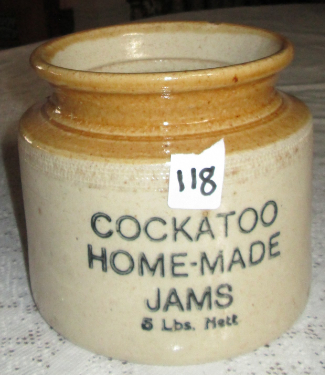 118
COCKATOO
HOME-MADE
JAMS
5 Lbs. Nett